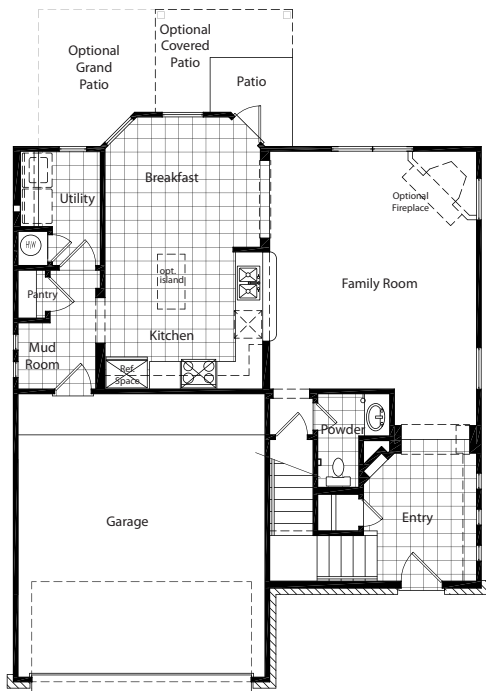 Optional
Grand
Patio
Optional
Covered
Patio
Patio
Utility
Breakfast
Optional
Fireplace
H/W
opt.
island
Family Room
Pantry
Kitchen
Mud
Room
Ref.
Space
Powder
Garage
Entry